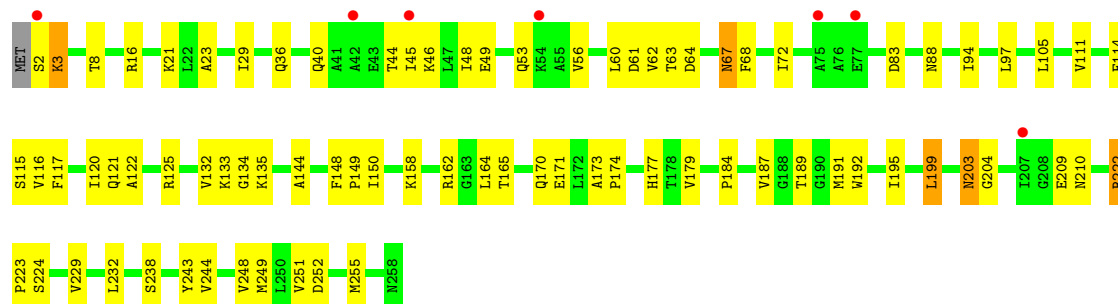 MET S2 K3 T8 R16 K21 L22 A23 I29 Q36 Q40 A41 A42 E43 T44 I45 K46 L47 I48 E49 Q53 K54 A55 V56 L60 D61 V62 T63 D64 N67 F68 I72 A75 A76 E77 D83 N88 I94 L97 L105 V111
S115 V116 F117 I120 Q121 A122 R125 V132 K133 G134 K135 A144 F148 P149 I150 K158 R162 G163 L164 T165 Q170 E171 L172 A173 P174 H177 T178 V179 P184 V187 G188 T189 G190 M191 W192 I195 L199 N203 G204 I207 G208 E209 N210
P223 S224 V229 L232 S238 Y243 V244 V248 M249 L250 V251 D252 M255 N258